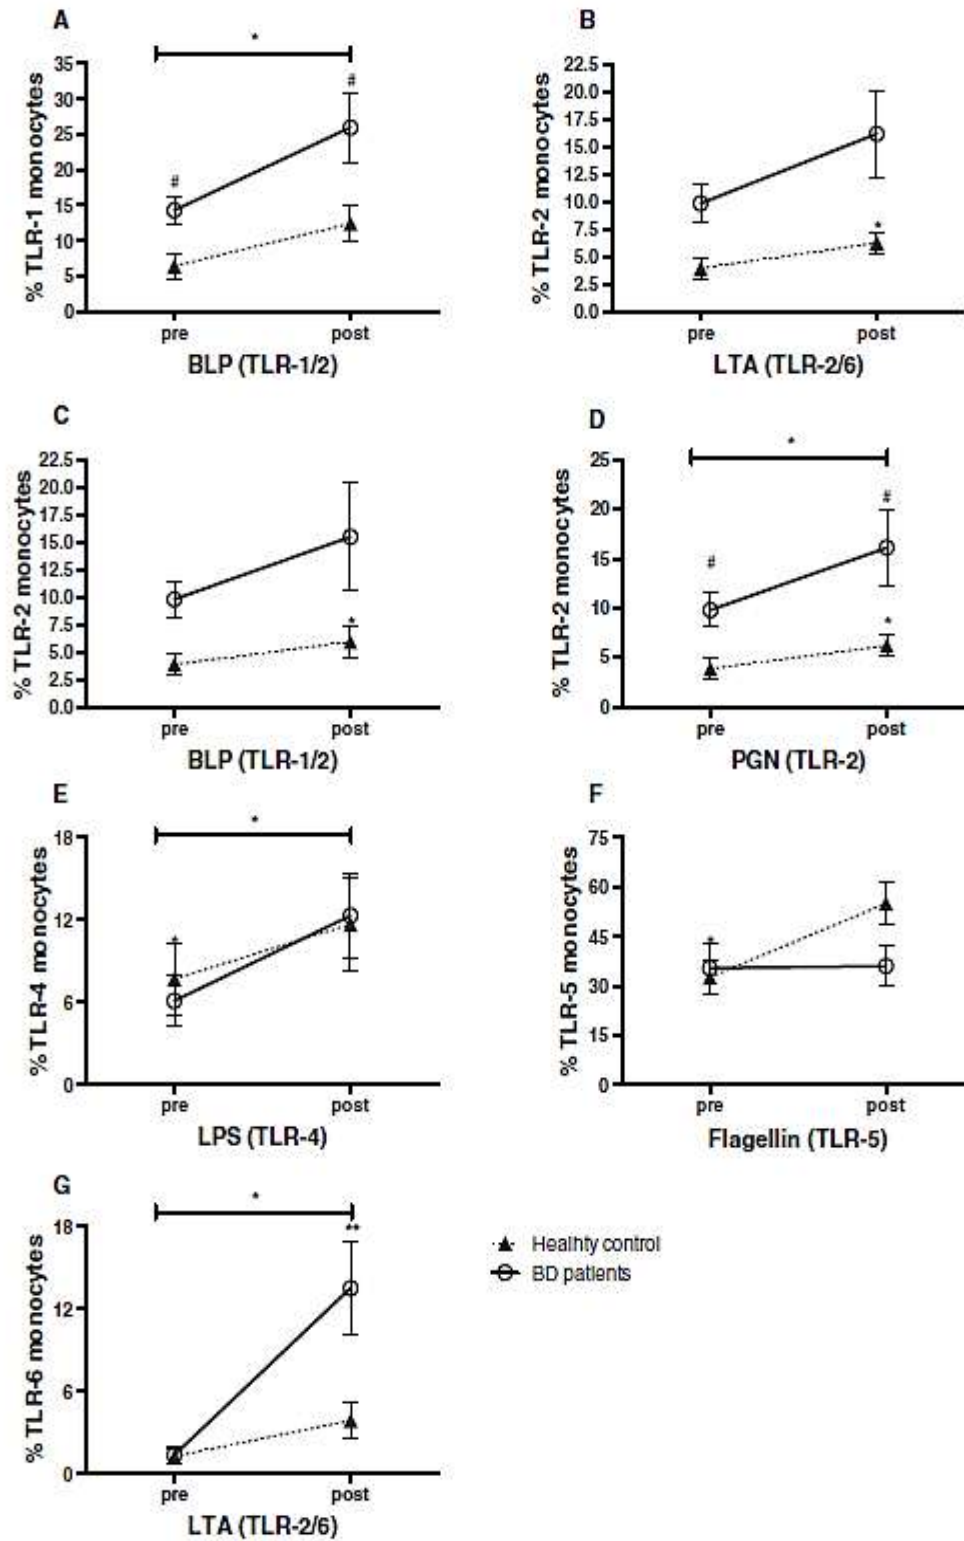 A
*
35
30
25
20
15
10
5
0
% TLR-1 monocytes
#
#
pre
post
BLP (TLR-1/2)
B
22.5
20.0
17.5
15.0
12.5
10.0
7.5
5.0
2.5
0.0
% TLR-2 monocytes
*
pre
post
LTA (TLR-2/6)
C
22.5
20.0
17.5
15.0
12.5
10.0
7.5
5.0
2.5
0.0
% TLR-2 monocytes
*
pre
post
BLP (TLR-1/2)
D
*
25
20
15
10
5
0
% TLR-2 monocytes
#
#
*
pre
post
PGN (TLR-2)
E
*
18
12
6
0
% TLR-4 monocytes
*
pre
post
LPS (TLR-4)
F
75
60
45
30
15
0
% TLR-5 monocytes
*
pre
post
Flagellin (TLR-5)
G
*
18
12
6
0
% TLR-6 monocytes
**
pre
post
LTA (TLR-2/6)
Healhty control
BD patients